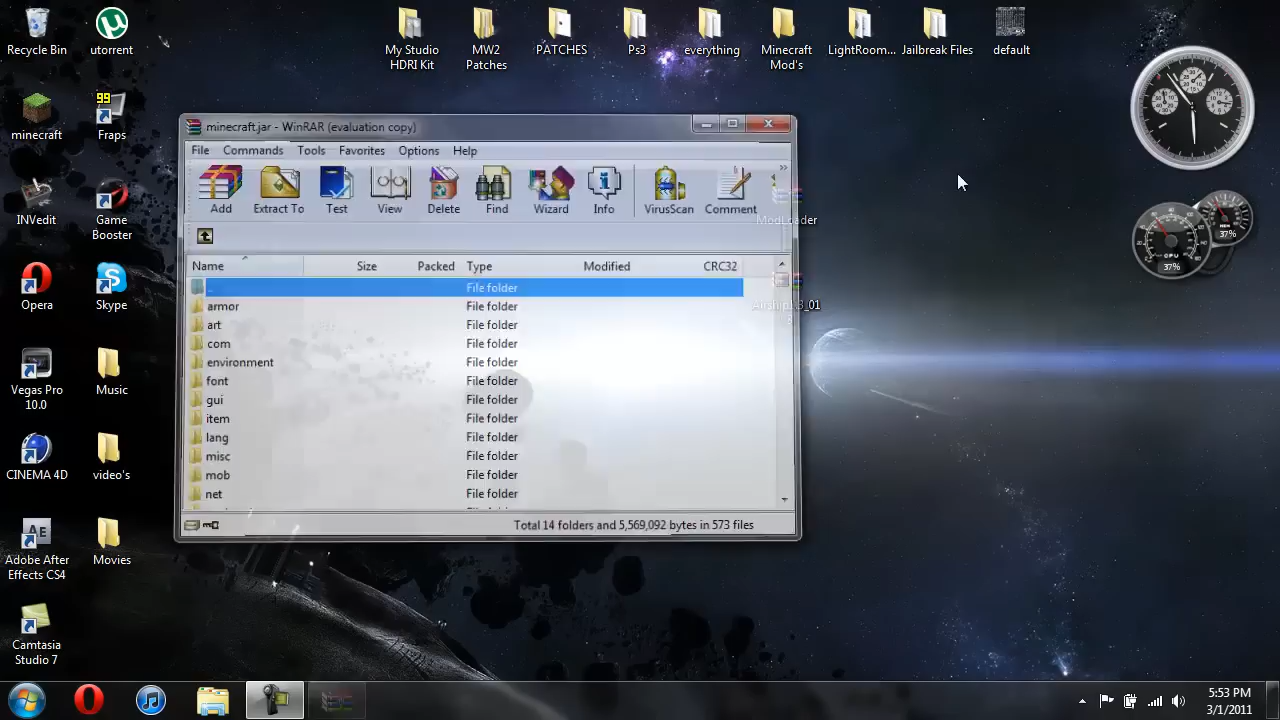 Recycle Bin
utorrent
My Studio HDRI Kit
MW2 Patches
PATCHES
Ps3
everything
Minecraft Mod's
LightRoom...
Jailbreak Files
default
minecraft
99
Fraps
INVedit
Game Booster
Opera
Skype
Vegas Pro 10.0
Music
CINEMA 4D
video's
AE
Adobe After Effects CS4
Movies
Camtasia Studio 7
minecraft.jar - WinRAR (evaluation copy)
File Commands Tools Favorites Options Help
Add Extract To Test View Delete Find Wizard Info VirusScan Comment
ModLoader
Name Size Packed Type Modified CRC32
.. File folder
armor File folder
art File folder
com File folder
environment File folder
font File folder
gui File folder
item File folder
lang File folder
misc File folder
mob File folder
net File folder
Total 14 folders and 5,569,092 bytes in 573 files
37%
37%
5:53 PM
3/1/2011